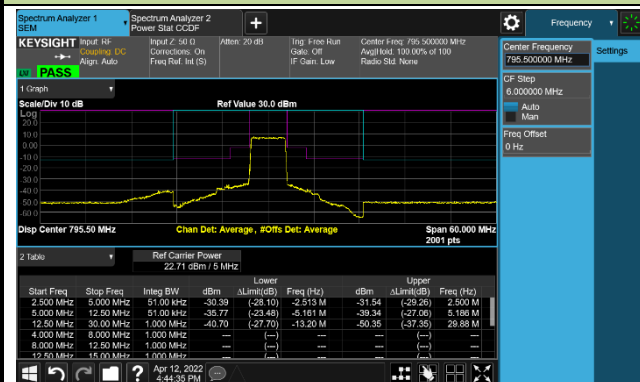 Spectrum Analyzer 1
SEM
Spectrum Analyzer 2
Power Stat CCDF
Frequency
KEYSIGHT
Input: RF
Coupling: DC
Align: Auto
Input Z: 50 Ω
Corrections: On
Freq Ref: Int (S)
Atten: 20 dB
Trig: Free Run
Gate: Off
IF Gain: Low
Center Freq: 795.500000 MHz
Avg|Hold: 100.00% of 100
Radio Std: None
PASS
Center Frequency
795.500000 MHz
Settings
CF Step
6.000000 MHz
Auto
Man
Freq Offset
0 Hz
1 Graph
Scale/Div 10 dB
Ref Value 30.0 dBm
Log
20.0
10.0
0.00
-10.0
-20.0
-30.0
-40.0
-50.0
-60.0
Disp Center 795.50 MHz
Chan Det: Average, #Offs Det: Average
Span 60.000 MHz
2001 pts
2 Table
Ref Carrier Power
22.71 dBm / 5 MHz
Lower Upper
Start Freq Stop Freq Integ BW dBm ΔLimit(dB) Freq (Hz) dBm ΔLimit(dB) Freq (Hz)
2.500 MHz 5.000 MHz 51.00 kHz -30.39 (-28.10) -2.513 M -31.54 (-29.26) 2.500 M
5.000 MHz 12.50 MHz 51.00 kHz -35.77 (-23.48) -5.161 M -39.34 (-27.06) 5.186 M
12.50 MHz 30.00 MHz 1.000 MHz -40.70 (-27.70) -13.20 M -50.35 (-37.35) 29.88 M
4.000 MHz 8.000 MHz 1.000 MHz --- (---) --- --- (---) ---
8.000 MHz 12.50 MHz 1.000 MHz --- (---) --- --- (---) ---
12.50 MHz 15.00 MHz 1.000 MHz --- (---) --- --- (---) ---
Apr 12, 2022
4:44:35 PM